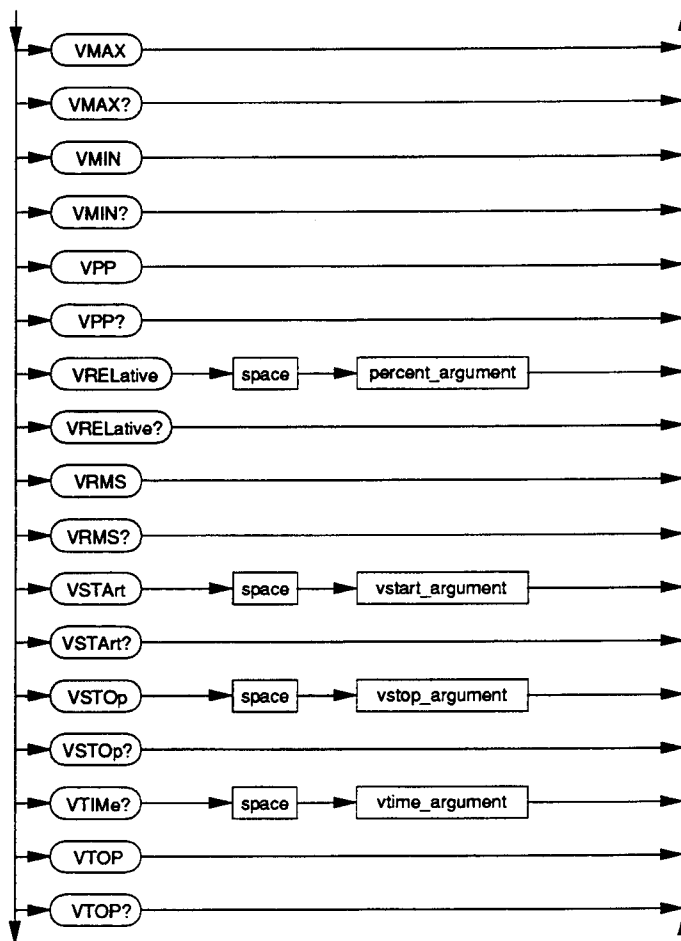 VMAX
VMAX?
VMIN
VMIN?
VPP
VPP?
VRELative space percent_argument
VRELative?
VRMS
VRMS?
VSTArt space vstart_argument
VSTArt?
VSTOp space vstop_argument
VSTOp?
VTIMe? space vtime_argument
VTOP
VTOP?